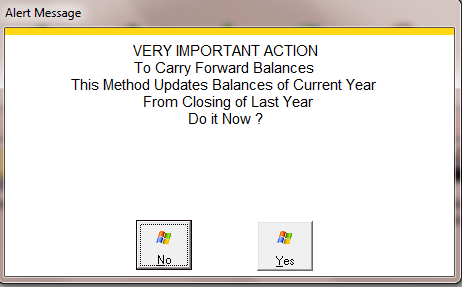 Alert Message
VERY IMPORTANT ACTION
To Carry Forward Balances
This Method Updates Balances of Current Year
From Closing of Last Year
Do it Now ?
No
Yes